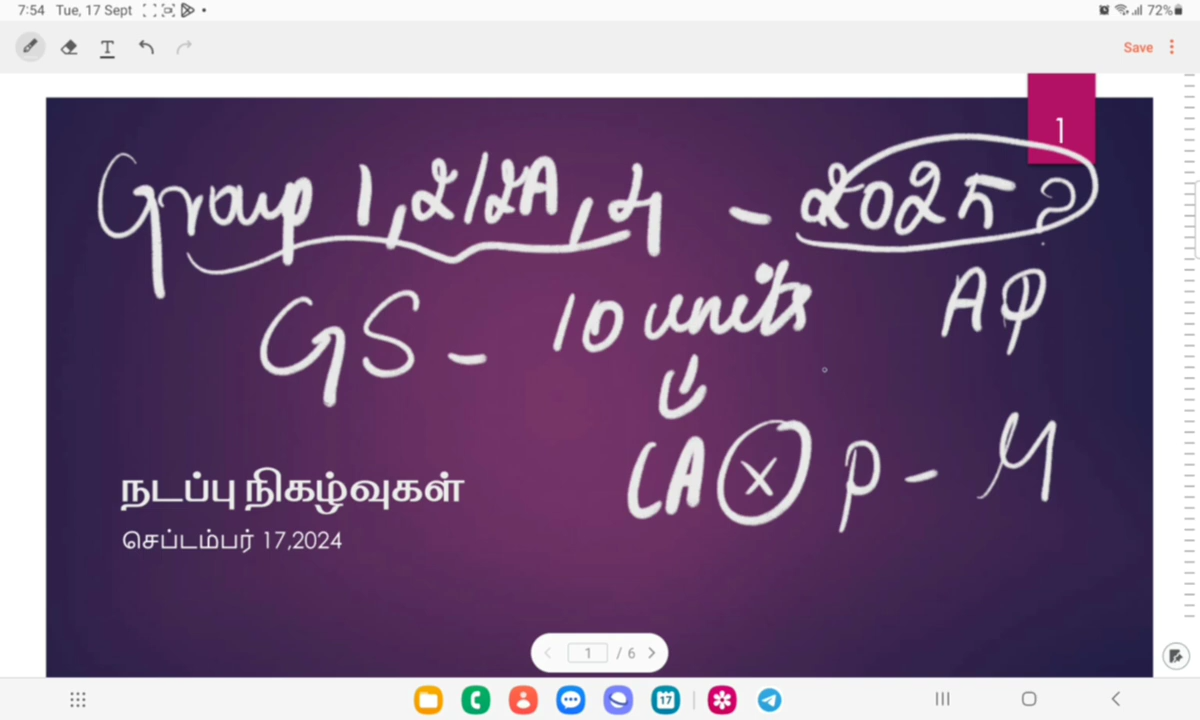 7:54 Tue, 17 Sept 72%
T Save
1
Group 1, 2/2A, 4 - 2025?
GS - 10 units AP
CA X P - M
நடப்பு நிகழ்வுகள்
செப்டம்பர் 17,2024
1 / 6
17